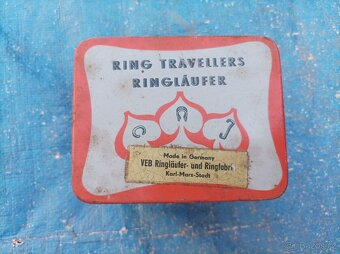 RING TRAVELLERS
RINGLÄUFER
Made in Germany
VEB Ringläufer- und Ringfabrik
Karl-Marx-Stadt